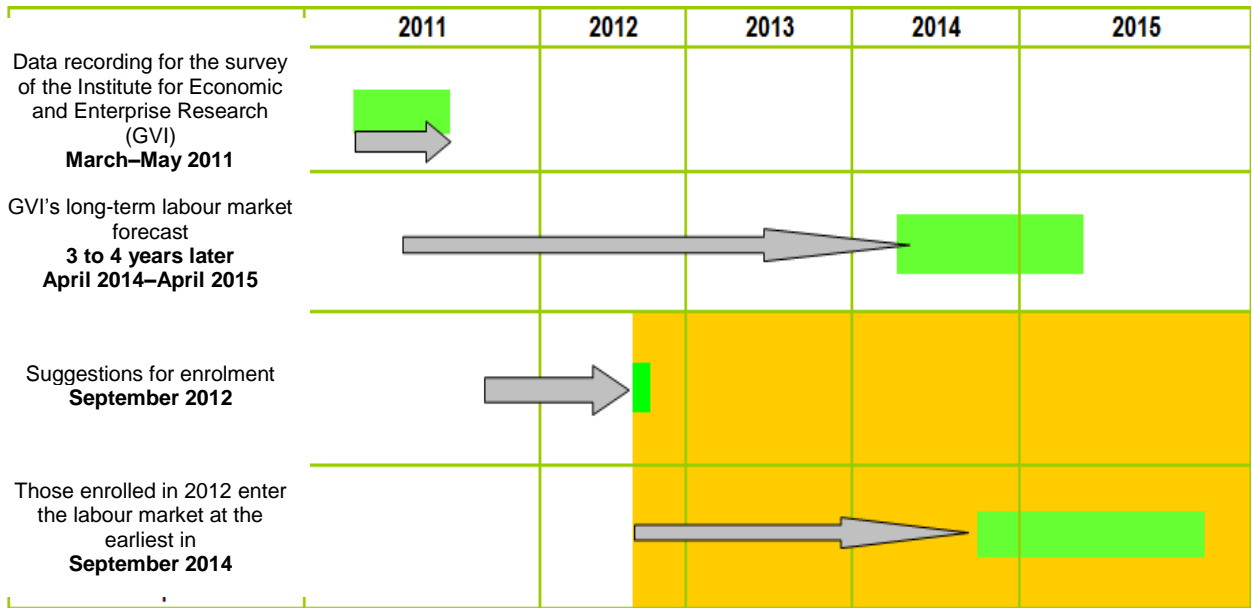 2011 2012 2013 2014 2015
Data recording for the survey
of the Institute for Economic
and Enterprise Research
(GVI)
March–May 2011
GVI's long-term labour market
forecast
3 to 4 years later
April 2014–April 2015
Suggestions for enrolment
September 2012
Those enrolled in 2012 enter
the labour market at the
earliest in
September 2014